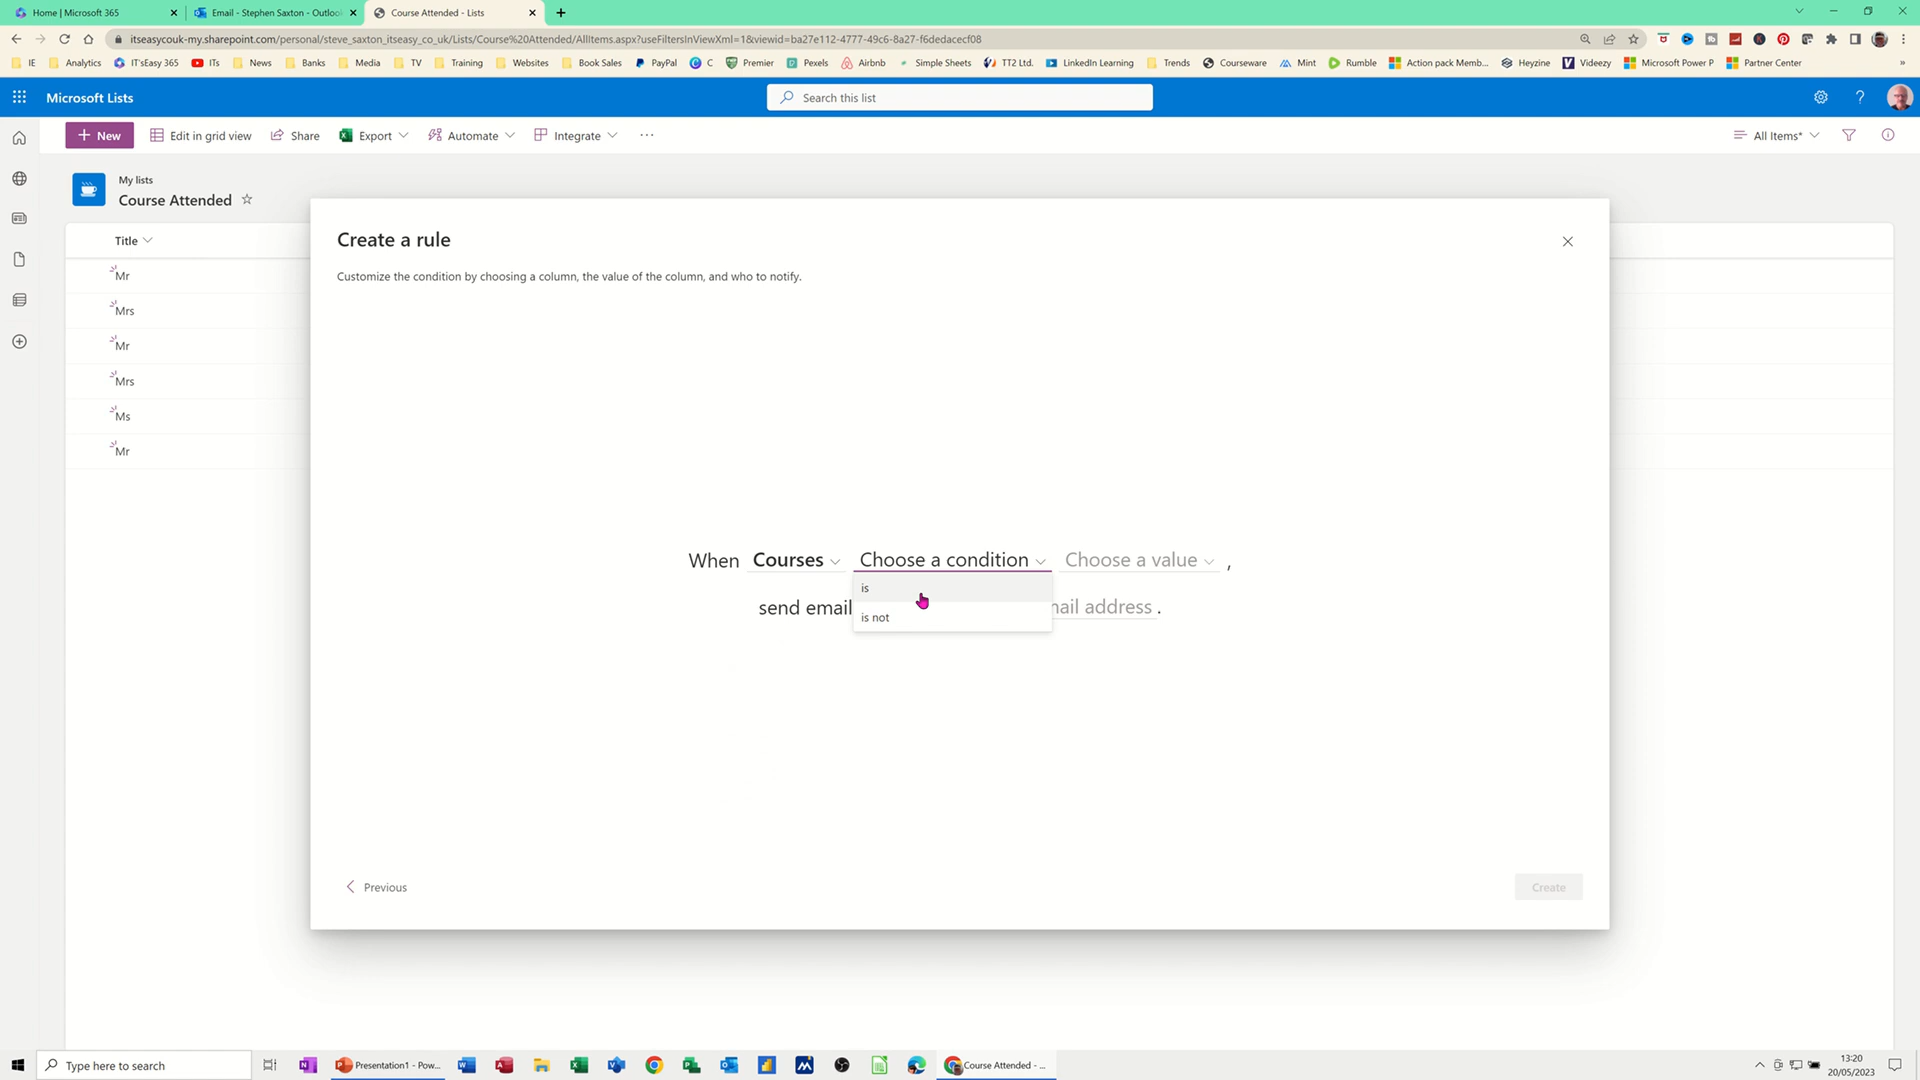 Home | Microsoft 365
Email - Stephen Saxton - Outlook
Course Attended - Lists
itseasycouk-my.sharepoint.com/personal/steve_saxton_itseasy_co_uk/Lists/Course%20Attended/AllItems.aspx?useFiltersInViewXml=1&viewid=ba27e112-4777-49c6-8a27-f6dedacecf08
IE
Analytics
IT'sEasy 365
ITs
News
Banks
Media
TV
Training
Websites
Book Sales
PayPal
C
Premier
Pexels
Airbnb
Simple Sheets
TT2 Ltd.
LinkedIn Learning
Trends
Courseware
Mint
Rumble
Action pack Memb...
Heyzine
Videezy
Microsoft Power P
Partner Center
Microsoft Lists
Search this list
New
Edit in grid view
Share
Export
Automate
Integrate
All Items*
My lists
Course Attended
Title
Mr
Mrs
Mr
Mrs
Ms
Mr
Create a rule
Customize the condition by choosing a column, the value of the column, and who to notify.
When Courses Choose a condition Choose a value ,
is
send email mail address .
is not
Previous
Create
Type here to search
Presentation1 - Pow...
Course Attended - ...
13:20
20/05/2023